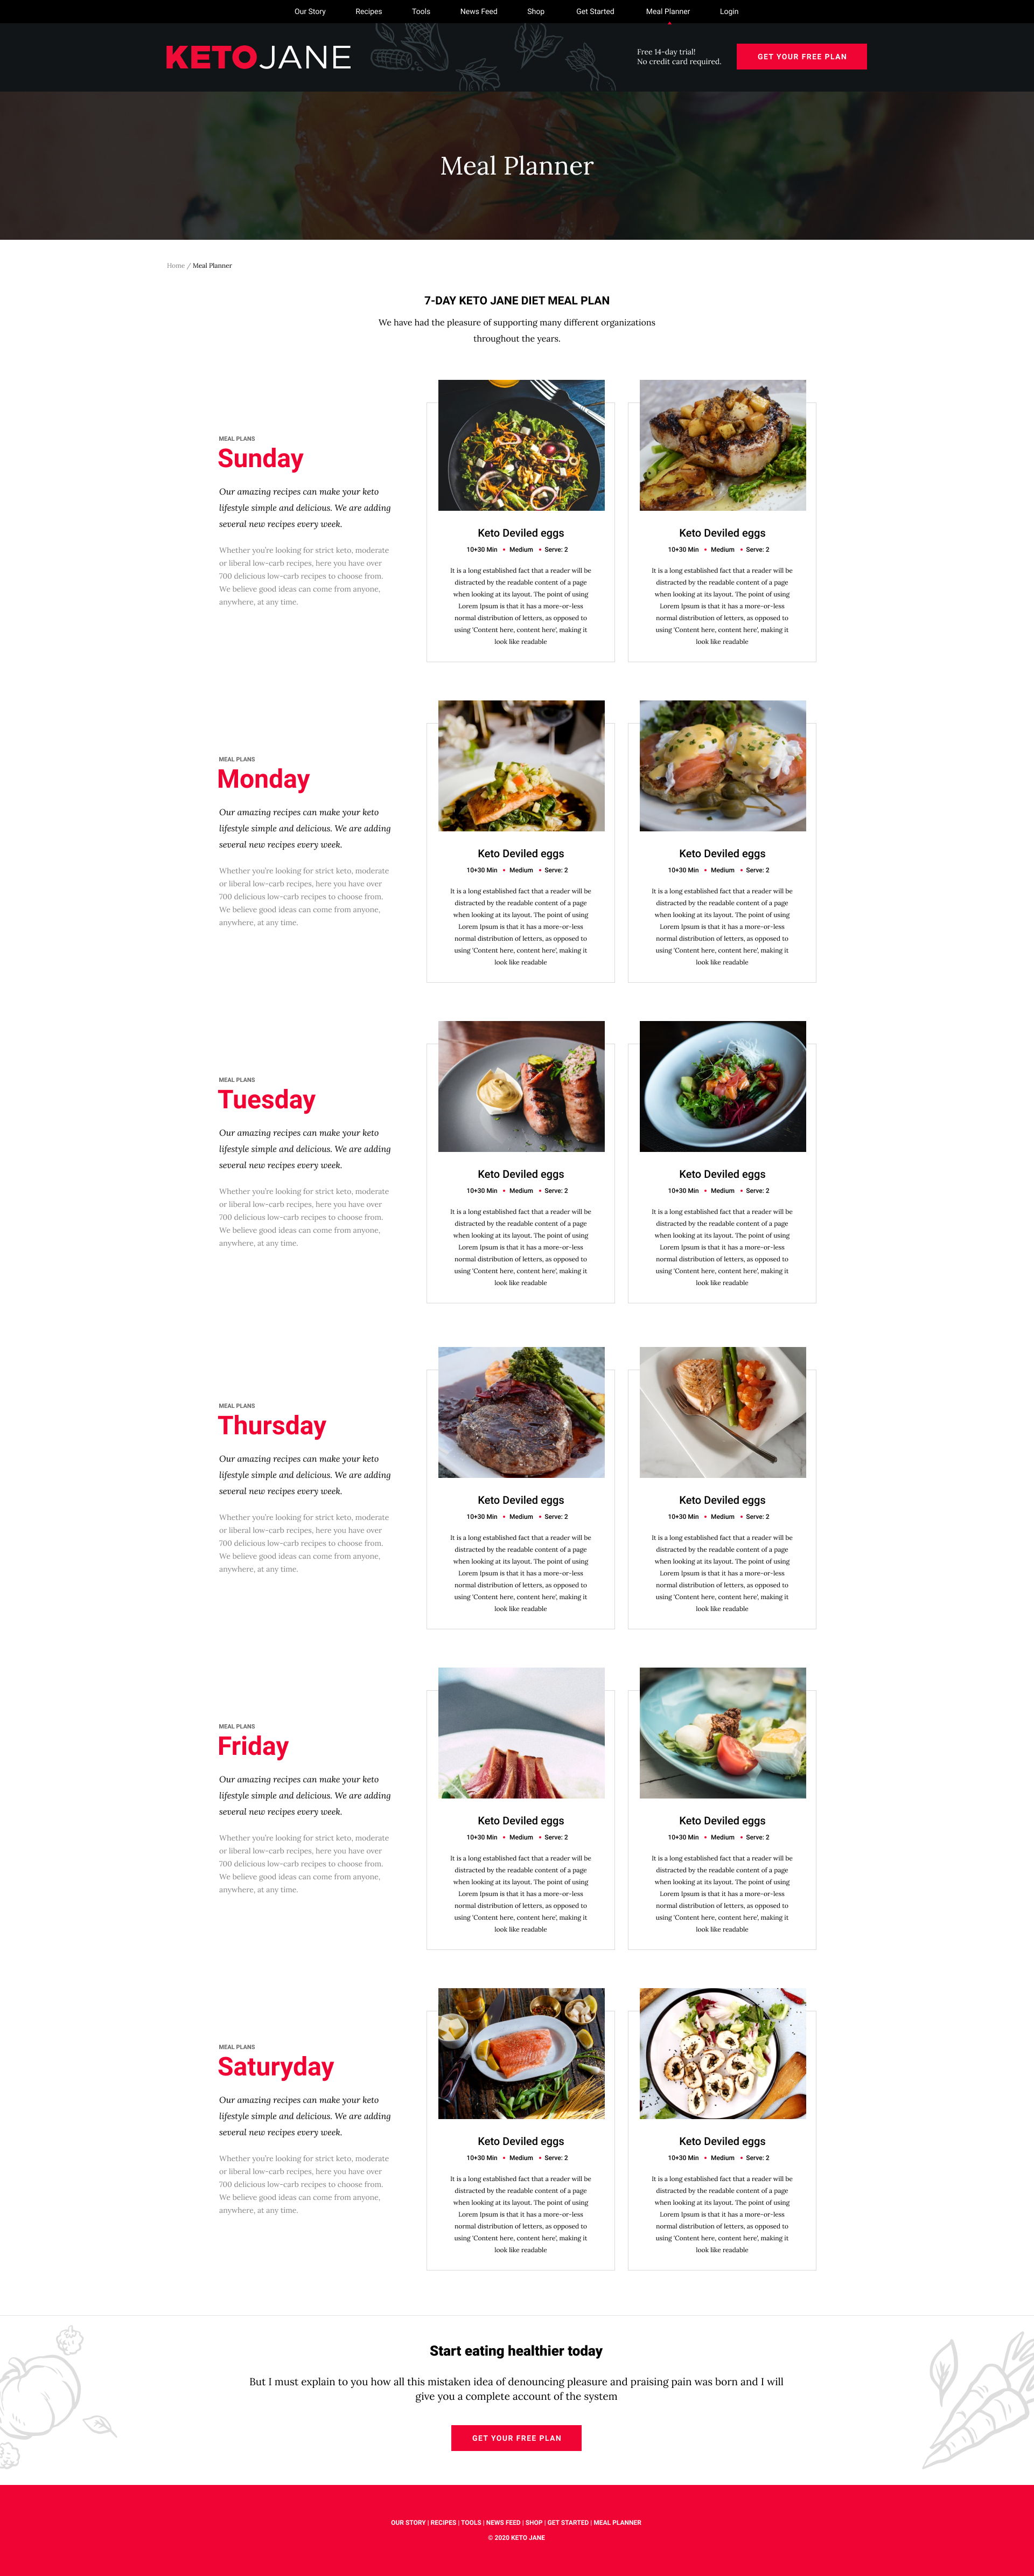 Our Story Recipes Tools News Feed Shop Get Started Meal Planner Login
KETOJANE
Free 14-day trial!
No credit card required.
GET YOUR FREE PLAN
Meal Planner
Home / Meal Planner
7-DAY KETO JANE DIET MEAL PLAN
We have had the pleasure of supporting many different organizations
throughout the years.
MEAL PLANS
Sunday
Our amazing recipes can make your keto
lifestyle simple and delicious. We are adding
several new recipes every week.
Whether you're looking for strict keto, moderate
or liberal low-carb recipes, here you have over
700 delicious low-carb recipes to choose from.
We believe good ideas can come from anyone,
anywhere, at any time.
Keto Deviled eggs
10+30 Min • Medium • Serve: 2
It is a long established fact that a reader will be
distracted by the readable content of a page
when looking at its layout. The point of using
Lorem Ipsum is that it has a more-or-less
normal distribution of letters, as opposed to
using 'Content here, content here', making it
look like readable
Keto Deviled eggs
10+30 Min • Medium • Serve: 2
It is a long established fact that a reader will be
distracted by the readable content of a page
when looking at its layout. The point of using
Lorem Ipsum is that it has a more-or-less
normal distribution of letters, as opposed to
using 'Content here, content here', making it
look like readable
MEAL PLANS
Monday
Our amazing recipes can make your keto
lifestyle simple and delicious. We are adding
several new recipes every week.
Whether you're looking for strict keto, moderate
or liberal low-carb recipes, here you have over
700 delicious low-carb recipes to choose from.
We believe good ideas can come from anyone,
anywhere, at any time.
Keto Deviled eggs
10+30 Min • Medium • Serve: 2
It is a long established fact that a reader will be
distracted by the readable content of a page
when looking at its layout. The point of using
Lorem Ipsum is that it has a more-or-less
normal distribution of letters, as opposed to
using 'Content here, content here', making it
look like readable
Keto Deviled eggs
10+30 Min • Medium • Serve: 2
It is a long established fact that a reader will be
distracted by the readable content of a page
when looking at its layout. The point of using
Lorem Ipsum is that it has a more-or-less
normal distribution of letters, as opposed to
using 'Content here, content here', making it
look like readable
MEAL PLANS
Tuesday
Our amazing recipes can make your keto
lifestyle simple and delicious. We are adding
several new recipes every week.
Whether you're looking for strict keto, moderate
or liberal low-carb recipes, here you have over
700 delicious low-carb recipes to choose from.
We believe good ideas can come from anyone,
anywhere, at any time.
Keto Deviled eggs
10+30 Min • Medium • Serve: 2
It is a long established fact that a reader will be
distracted by the readable content of a page
when looking at its layout. The point of using
Lorem Ipsum is that it has a more-or-less
normal distribution of letters, as opposed to
using 'Content here, content here', making it
look like readable
Keto Deviled eggs
10+30 Min • Medium • Serve: 2
It is a long established fact that a reader will be
distracted by the readable content of a page
when looking at its layout. The point of using
Lorem Ipsum is that it has a more-or-less
normal distribution of letters, as opposed to
using 'Content here, content here', making it
look like readable
MEAL PLANS
Thursday
Our amazing recipes can make your keto
lifestyle simple and delicious. We are adding
several new recipes every week.
Whether you're looking for strict keto, moderate
or liberal low-carb recipes, here you have over
700 delicious low-carb recipes to choose from.
We believe good ideas can come from anyone,
anywhere, at any time.
Keto Deviled eggs
10+30 Min • Medium • Serve: 2
It is a long established fact that a reader will be
distracted by the readable content of a page
when looking at its layout. The point of using
Lorem Ipsum is that it has a more-or-less
normal distribution of letters, as opposed to
using 'Content here, content here', making it
look like readable
Keto Deviled eggs
10+30 Min • Medium • Serve: 2
It is a long established fact that a reader will be
distracted by the readable content of a page
when looking at its layout. The point of using
Lorem Ipsum is that it has a more-or-less
normal distribution of letters, as opposed to
using 'Content here, content here', making it
look like readable
MEAL PLANS
Friday
Our amazing recipes can make your keto
lifestyle simple and delicious. We are adding
several new recipes every week.
Whether you're looking for strict keto, moderate
or liberal low-carb recipes, here you have over
700 delicious low-carb recipes to choose from.
We believe good ideas can come from anyone,
anywhere, at any time.
Keto Deviled eggs
10+30 Min • Medium • Serve: 2
It is a long established fact that a reader will be
distracted by the readable content of a page
when looking at its layout. The point of using
Lorem Ipsum is that it has a more-or-less
normal distribution of letters, as opposed to
using 'Content here, content here', making it
look like readable
Keto Deviled eggs
10+30 Min • Medium • Serve: 2
It is a long established fact that a reader will be
distracted by the readable content of a page
when looking at its layout. The point of using
Lorem Ipsum is that it has a more-or-less
normal distribution of letters, as opposed to
using 'Content here, content here', making it
look like readable
MEAL PLANS
Saturyday
Our amazing recipes can make your keto
lifestyle simple and delicious. We are adding
several new recipes every week.
Whether you're looking for strict keto, moderate
or liberal low-carb recipes, here you have over
700 delicious low-carb recipes to choose from.
We believe good ideas can come from anyone,
anywhere, at any time.
Keto Deviled eggs
10+30 Min • Medium • Serve: 2
It is a long established fact that a reader will be
distracted by the readable content of a page
when looking at its layout. The point of using
Lorem Ipsum is that it has a more-or-less
normal distribution of letters, as opposed to
using 'Content here, content here', making it
look like readable
Keto Deviled eggs
10+30 Min • Medium • Serve: 2
It is a long established fact that a reader will be
distracted by the readable content of a page
when looking at its layout. The point of using
Lorem Ipsum is that it has a more-or-less
normal distribution of letters, as opposed to
using 'Content here, content here', making it
look like readable
Start eating healthier today
But I must explain to you how all this mistaken idea of denouncing pleasure and praising pain was born and I will
give you a complete account of the system
GET YOUR FREE PLAN
OUR STORY | RECIPES | TOOLS | NEWS FEED | SHOP | GET STARTED | MEAL PLANNER
© 2020 KETO JANE